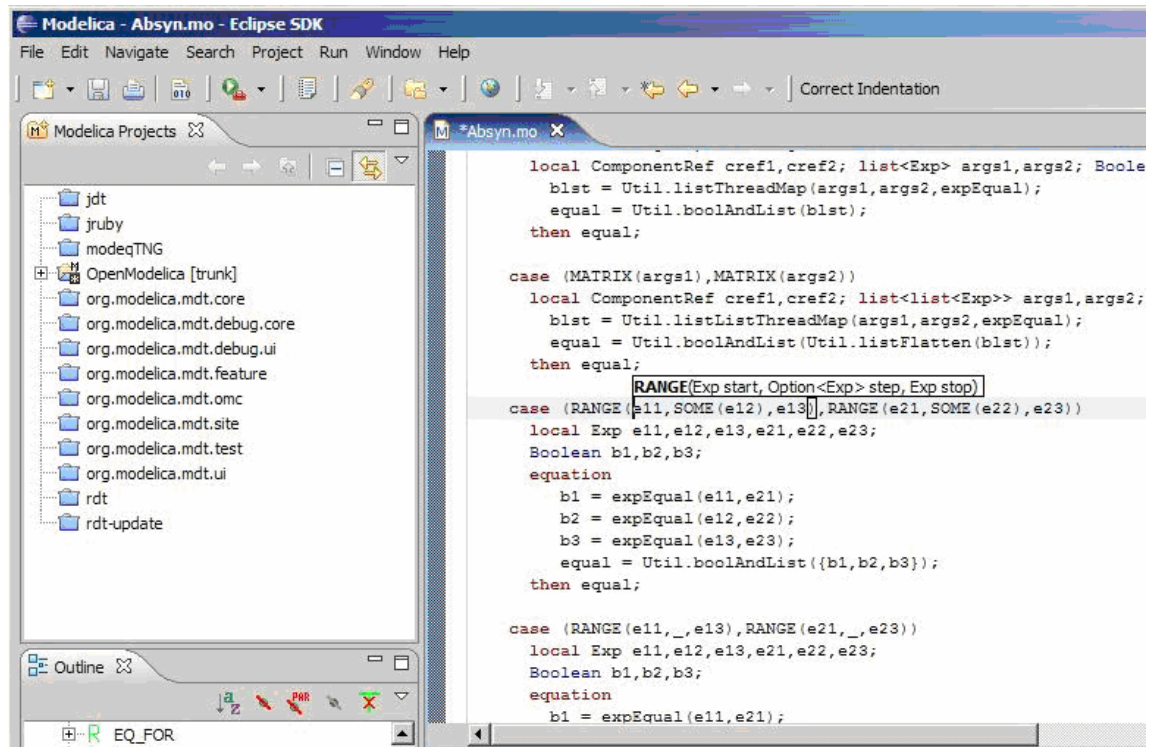 Modelica - Absyn.mo - Eclipse SDK
File Edit Navigate Search Project Run Window Help
010
Correct Indentation
Modelica Projects
jdt
jruby
modeqTNG
OpenModelica [trunk]
org.modelica.mdt.core
org.modelica.mdt.debug.core
org.modelica.mdt.debug.ui
org.modelica.mdt.feature
org.modelica.mdt.omc
org.modelica.mdt.site
org.modelica.mdt.test
org.modelica.mdt.ui
rdt
rdt-update
Outline
PAR
R EQ_FOR
M *Absyn.mo
local ComponentRef cref1,cref2; list<Exp> args1,args2; Boole
blst = Util.listThreadMap(args1,args2,expEqual);
equal = Util.boolAndList(blst);
then equal;
case (MATRIX(args1),MATRIX(args2))
local ComponentRef cref1,cref2; list<list<Exp>> args1,args2;
blst = Util.listListThreadMap(args1,args2,expEqual);
equal = Util.boolAndList(Util.listFlatten(blst));
then equal;
RANGE(Exp start, Option<Exp> step, Exp stop)
case (RANGE(e11,SOME(e12),e13),RANGE(e21,SOME(e22),e23))
local Exp e11,e12,e13,e21,e22,e23;
Boolean b1,b2,b3;
equation
b1 = expEqual(e11,e21);
b2 = expEqual(e12,e22);
b3 = expEqual(e13,e23);
equal = Util.boolAndList({b1,b2,b3});
then equal;
case (RANGE(e11,_,e13),RANGE(e21,_,e23))
local Exp e11,e12,e13,e21,e22,e23;
Boolean b1,b2,b3;
equation
b1 = expEqual(e11,e21);